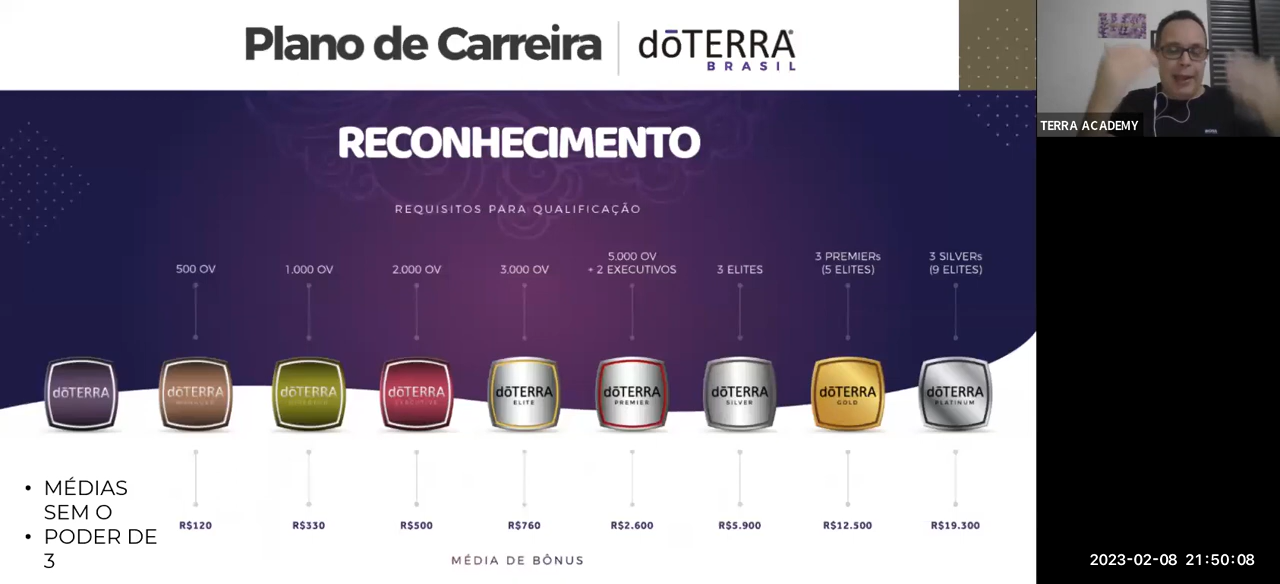 Plano de Carreira
dōTERRA®
BRASIL
TERRA ACADEMY
RECONHECIMENTO
REQUISITOS PARA QUALIFICAÇÃO
500 OV
1.000 OV
2.000 OV
3.000 OV
5.000 OV
+ 2 EXECUTIVOS
3 ELITES
3 PREMIERs
(5 ELITES)
3 SILVERs
(9 ELITES)
dōTERRA
dōTERRA
MANAGER
dōTERRA
DIRECTOR
dōTERRA
EXECUTIVE
dōTERRA
ELITE
dōTERRA
PREMIER
dōTERRA
SILVER
dōTERRA
GOLD
dōTERRA
PLATINUM
• MÉDIAS
SEM O
• PODER DE
3
R$120
R$330
R$500
R$760
R$2.600
R$5.900
R$12.500
R$19.300
MÉDIA DE BÔNUS
2023-02-08 21:50:08